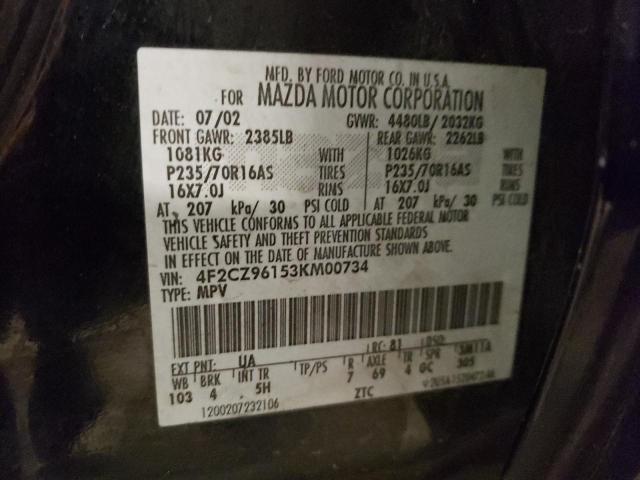 MFD. BY FORD MOTOR CO. IN U.S.A.
FOR MAZDA MOTOR CORPORATION
DATE: 07/02 GVWR: 4480LB/2032KG
FRONT GAWR: 2385LB REAR GAWR: 2262LB
1081KG WITH 1026KG WITH
P235/70R16AS TIRES P235/70R16AS TIRES
16X7.0J RIMS 16X7.0J RIMS
AT 207 kPa/ 30 PSI COLD AT 207 kPa/ 30 PSI COLD
THIS VEHICLE CONFORMS TO ALL APPLICABLE FEDERAL MOTOR
VEHICLE SAFETY AND THEFT PREVENTION STANDARDS
IN EFFECT ON THE DATE OF MANUFACTURE SHOWN ABOVE.
VIN: 4F2CZ96153KM00734
TYPE: MPV
EXT PNT: UA RC: 81 DSO:
WB BRK INT TR TP/PS R AXLE TR SPR SM1TA
103 4 5H 7 69 4 GC 305
1200207232106 ZTC